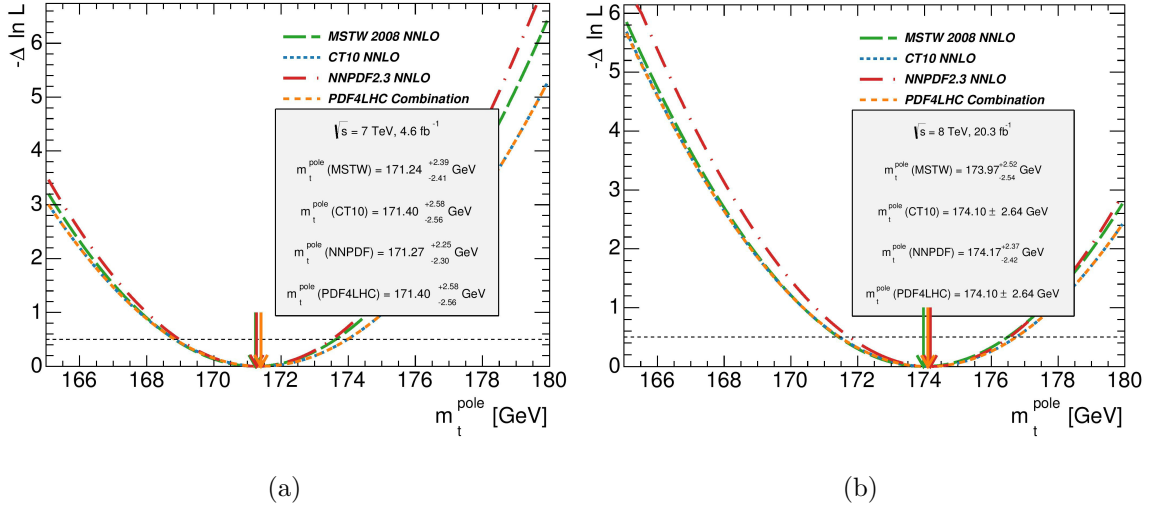 -Δ ln L
6
5
4
3
2
1
0
MSTW 2008 NNLO
CT10 NNLO
NNPDF2.3 NNLO
PDF4LHC Combination
√s = 7 TeV, 4.6 fb⁻¹
m_t^pole (MSTW) = 171.24 +2.39 -2.41 GeV
m_t^pole (CT10) = 171.40 +2.58 -2.56 GeV
m_t^pole (NNPDF) = 171.27 +2.25 -2.30 GeV
m_t^pole (PDF4LHC) = 171.40 +2.58 -2.56 GeV
166 168 170 172 174 176 178 180
m_t^pole [GeV]
(a)
-Δ ln L
6
5
4
3
2
1
0
MSTW 2008 NNLO
CT10 NNLO
NNPDF2.3 NNLO
PDF4LHC Combination
√s = 8 TeV, 20.3 fb⁻¹
m_t^pole (MSTW) = 173.97 +2.52 -2.54 GeV
m_t^pole (CT10) = 174.10 ± 2.64 GeV
m_t^pole (NNPDF) = 174.17 +2.37 -2.42 GeV
m_t^pole (PDF4LHC) = 174.10 ± 2.64 GeV
166 168 170 172 174 176 178 180
m_t^pole [GeV]
(b)